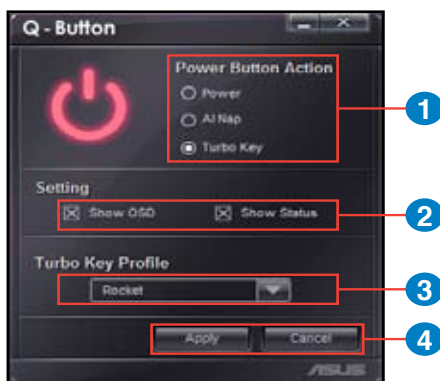 Q - Button
Power Button Action
Power
AI Nap
Turbo Key
1
Setting
Show OSD
Show Status
2
Turbo Key Profile
Rocket
3
Apply
Cancel
4
ASUS